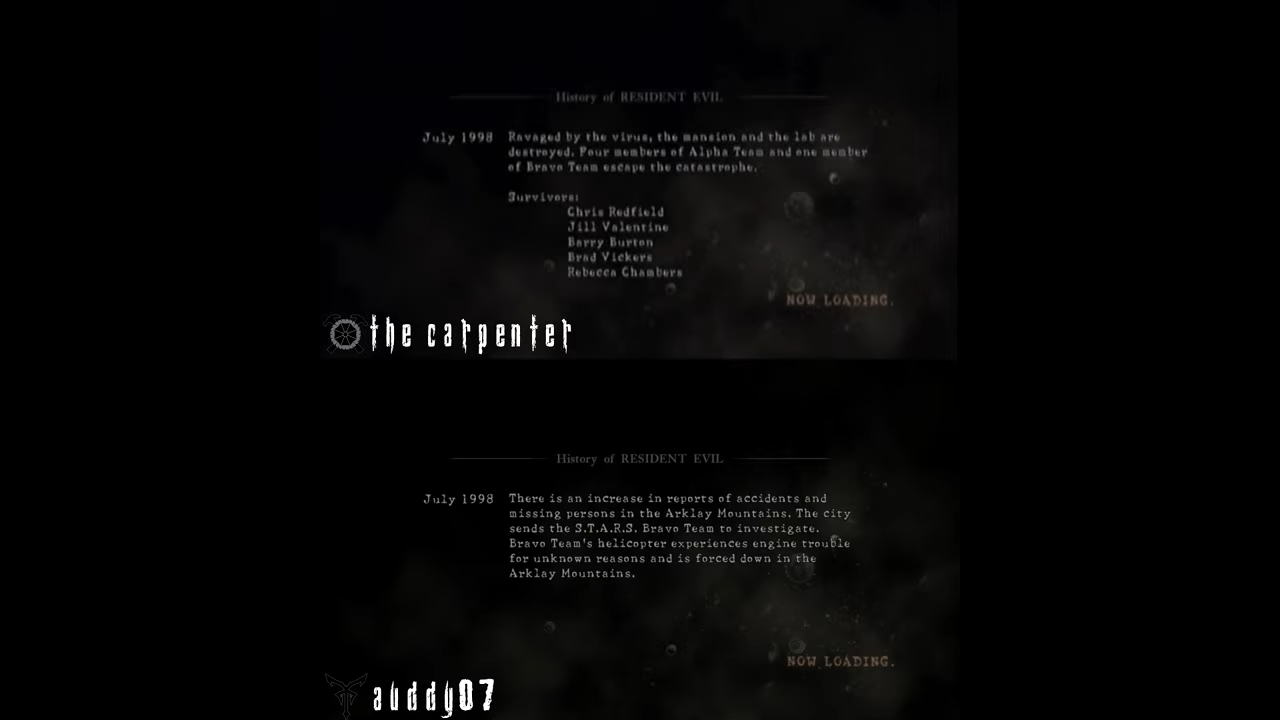 History of RESIDENT EVIL
July 1998 Ravaged by the virus, the mansion and the lab are
destroyed. Four members of Alpha Team and one member
of Bravo Team escape the catastrophe.
Survivors:
Chris Redfield
Jill Valentine
Barry Burton
Brad Vickers
Rebecca Chambers
NOW LOADING.
the carpenter
History of RESIDENT EVIL
July 1998 There is an increase in reports of accidents and
missing persons in the Arklay Mountains. The city
sends the S.T.A.R.S. Bravo Team to investigate.
Bravo Team's helicopter experiences engine trouble
for unknown reasons and is forced down in the
Arklay Mountains.
NOW LOADING.
auddy07